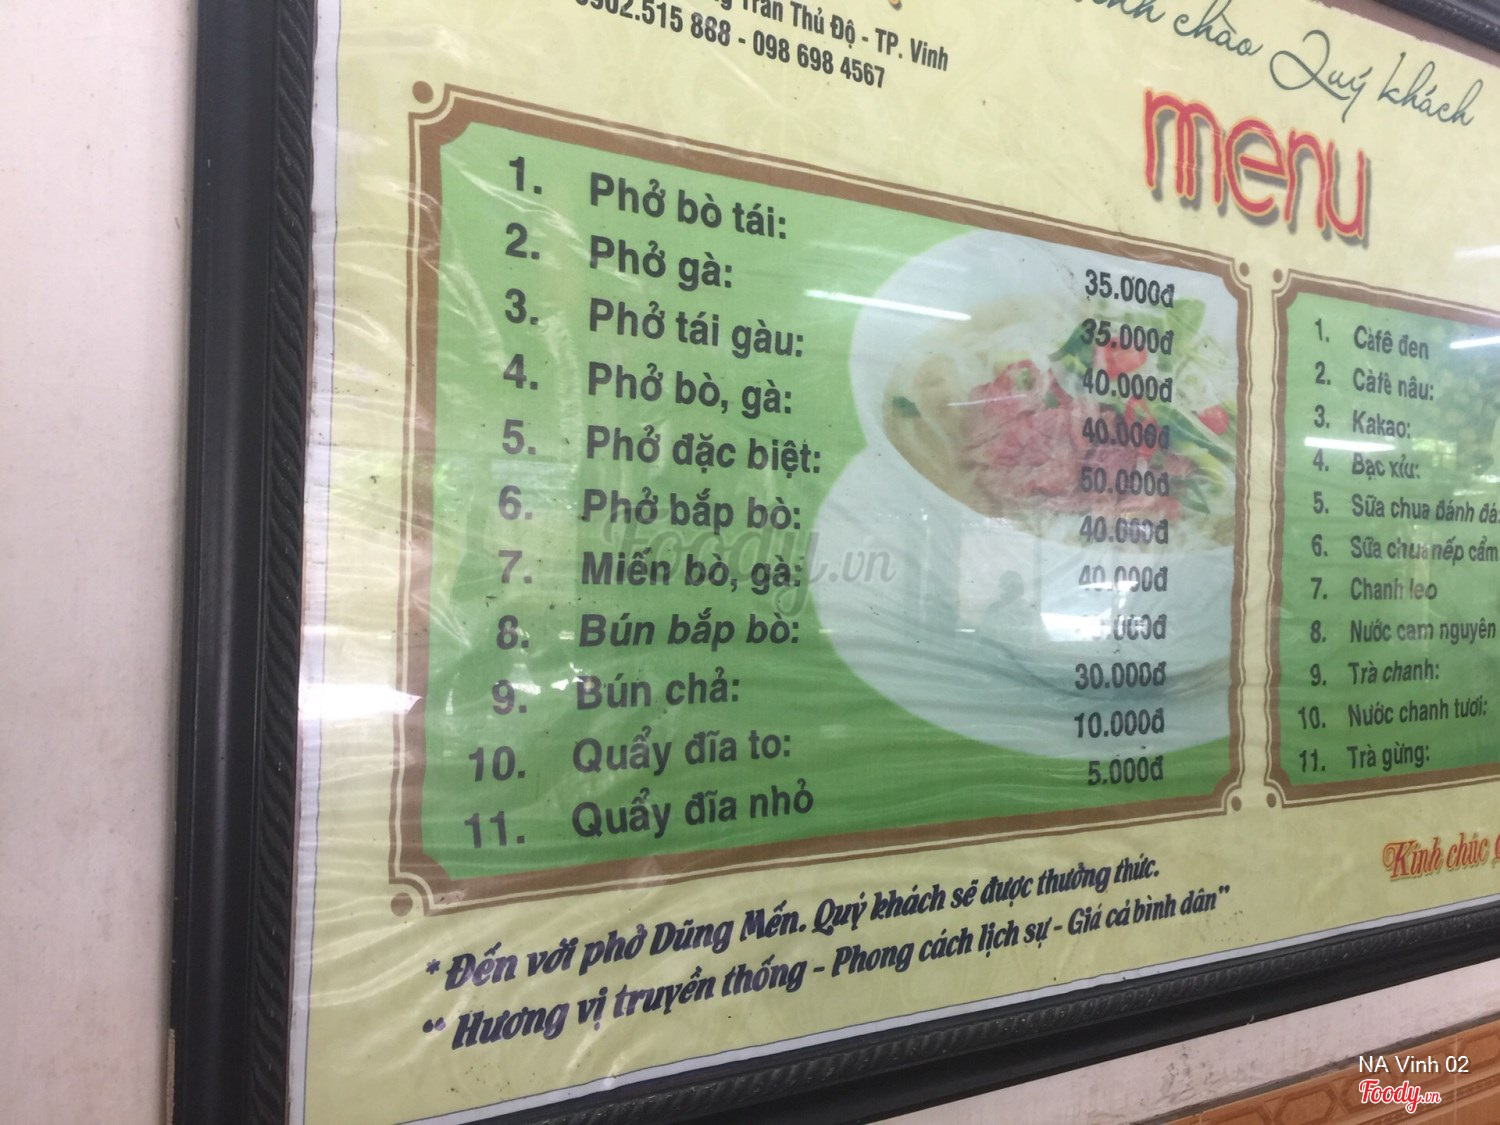 Trần Thủ Độ - TP. Vinh
0902.515 868 - 098 698 4567
chào Quý khách
menu
1. Phở bò tái: 35.000đ
2. Phở gà: 35.000đ
3. Phở tái gàu: 40.000đ
4. Phở bò, gà: 40.000đ
5. Phở đặc biệt: 50.000đ
6. Phở bắp bò: 40.000đ
7. Miến bò, gà: 40.000đ
8. Bún bắp bò:
9. Bún chả: 30.000đ
10. Quẩy đĩa to: 10.000đ
11. Quẩy đĩa nhỏ 5.000đ
1. Càfê đen
2. Càfê nâu:
3. Kakao:
4. Bạc xỉu:
5. Sữa chua đánh đá:
6. Sữa chua nếp cẩm
7. Chanh leo
8. Nước cam nguyên
9. Trà chanh:
10. Nước chanh tươi:
11. Trà gừng:
Kính chúc
* Đến với phở Dũng Mến. Quý khách sẽ được thưởng thức.
" Hương vị truyền thống - Phong cách lịch sự - Giá cả bình dân"
Foody.vn
NA Vinh 02
Foody.vn